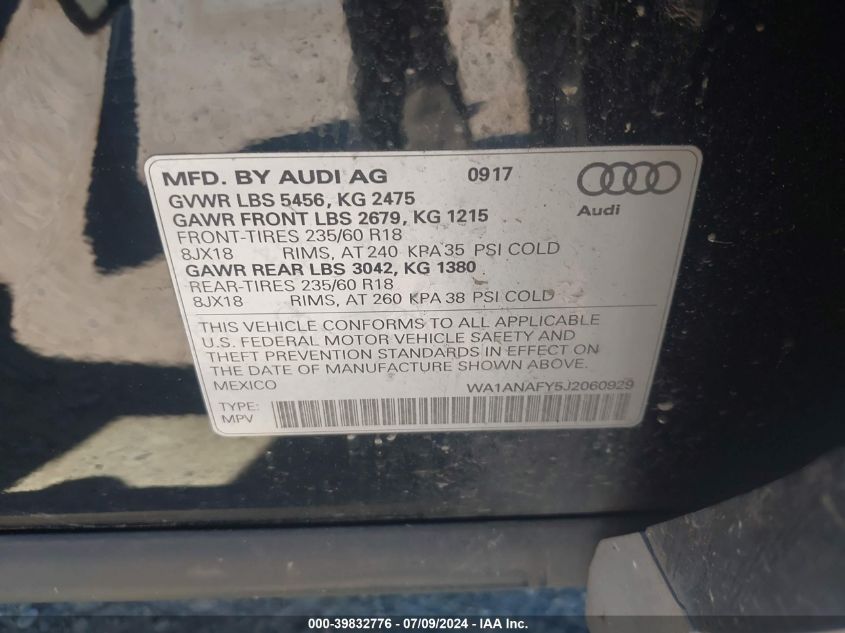 MFD. BY AUDI AG 0917
GVWR LBS 5456, KG 2475
GAWR FRONT LBS 2679, KG 1215
Audi
FRONT-TIRES 235/60 R18
8JX18 RIMS, AT 240 KPA 35 PSI COLD
GAWR REAR LBS 3042, KG 1380
REAR-TIRES 235/60 R18
8JX18 RIMS, AT 260 KPA 38 PSI COLD
THIS VEHICLE CONFORMS TO ALL APPLICABLE
U.S. FEDERAL MOTOR VEHICLE SAFETY AND
THEFT PREVENTION STANDARDS IN EFFECT ON
THE DATE OF MANUFACTURE SHOWN ABOVE.
MEXICO WA1ANAFY5J2060929
TYPE:
MPV
000-39832776 / 07/09/2024 - IAA Inc.